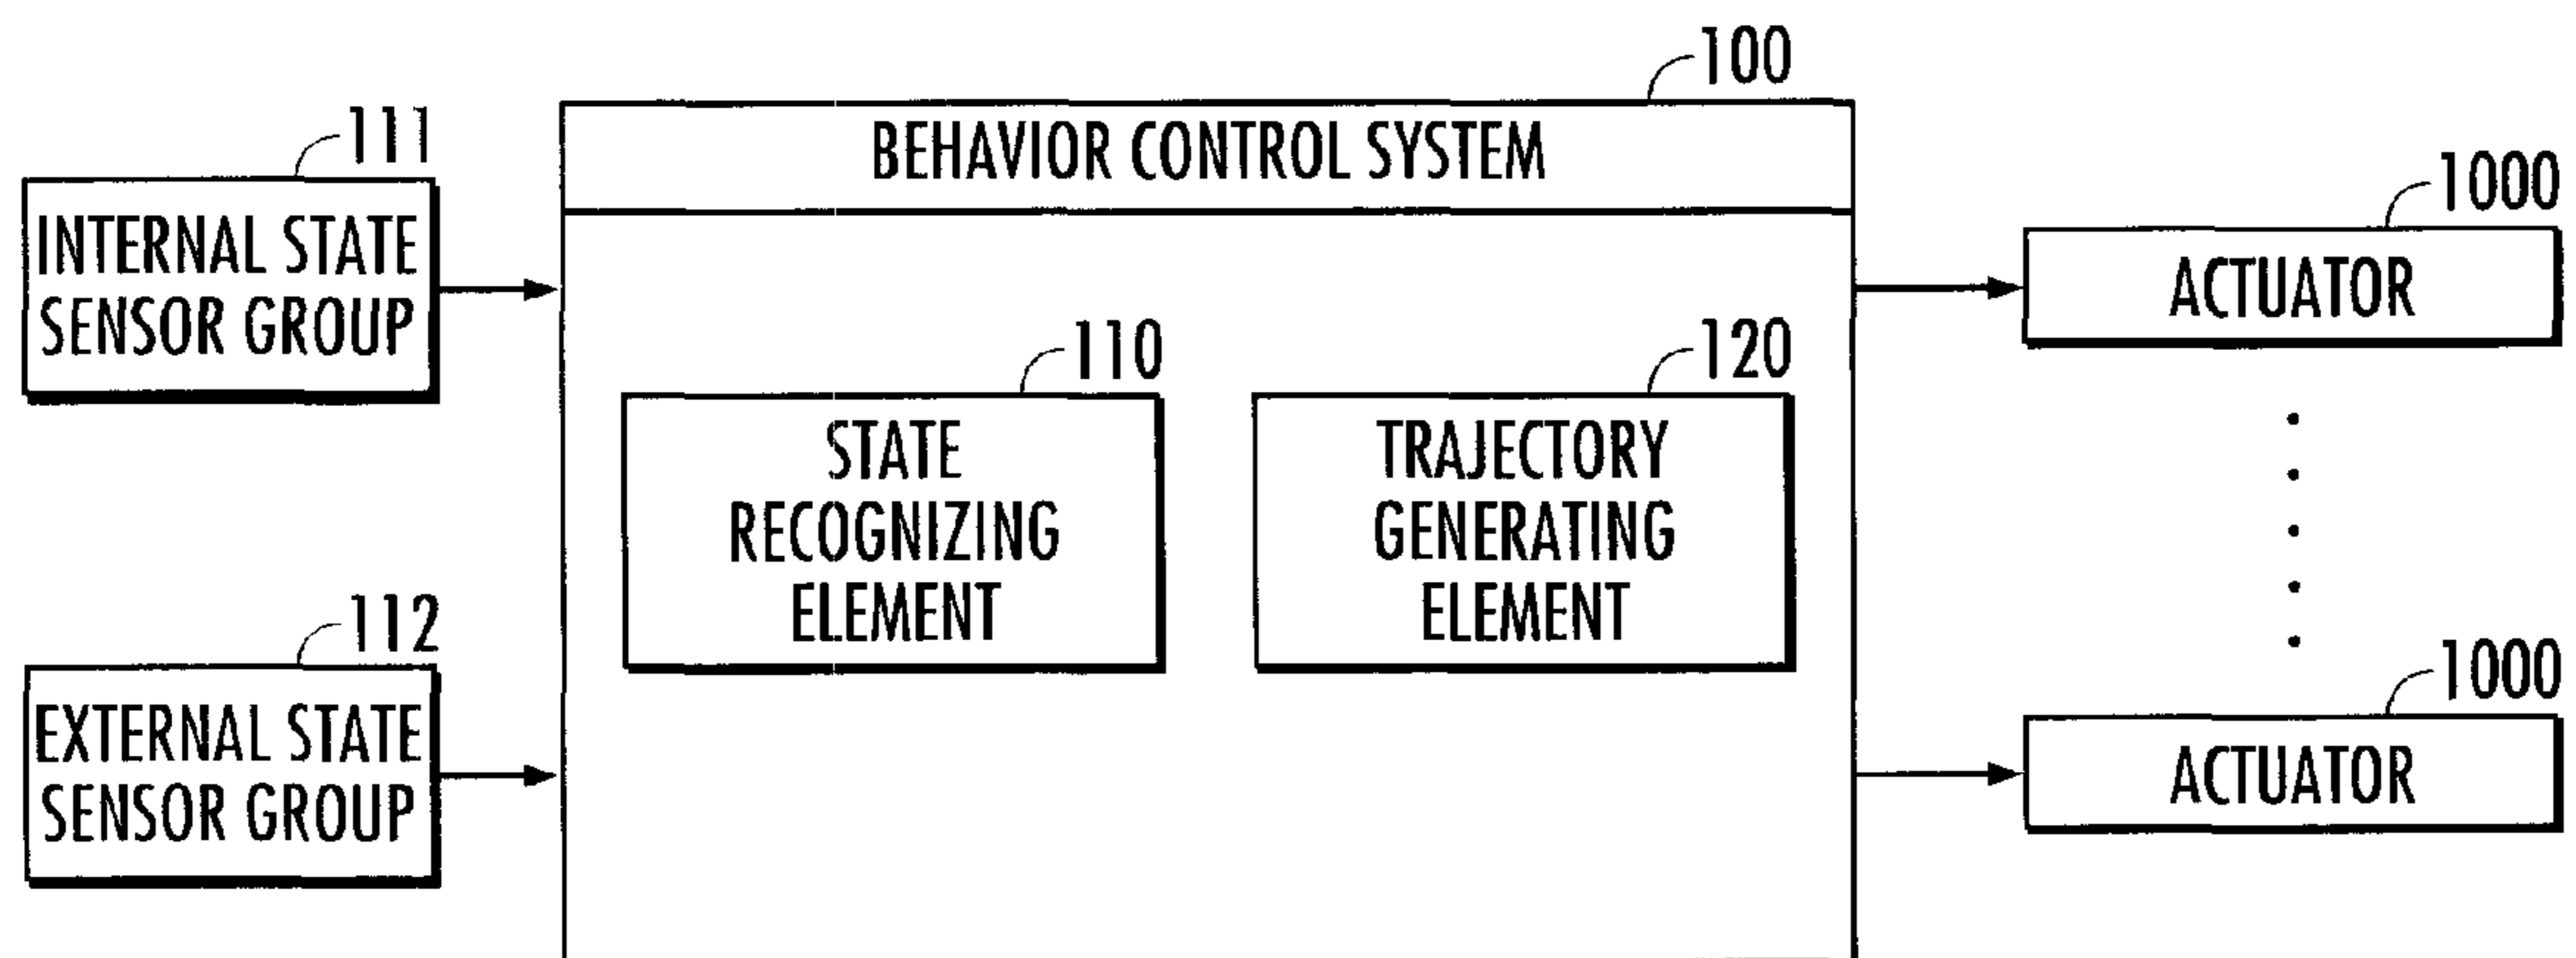 100
BEHAVIOR CONTROL SYSTEM
111
INTERNAL STATE
SENSOR GROUP
112
EXTERNAL STATE
SENSOR GROUP
110
STATE
RECOGNIZING
ELEMENT
120
TRAJECTORY
GENERATING
ELEMENT
1000
ACTUATOR
1000
ACTUATOR